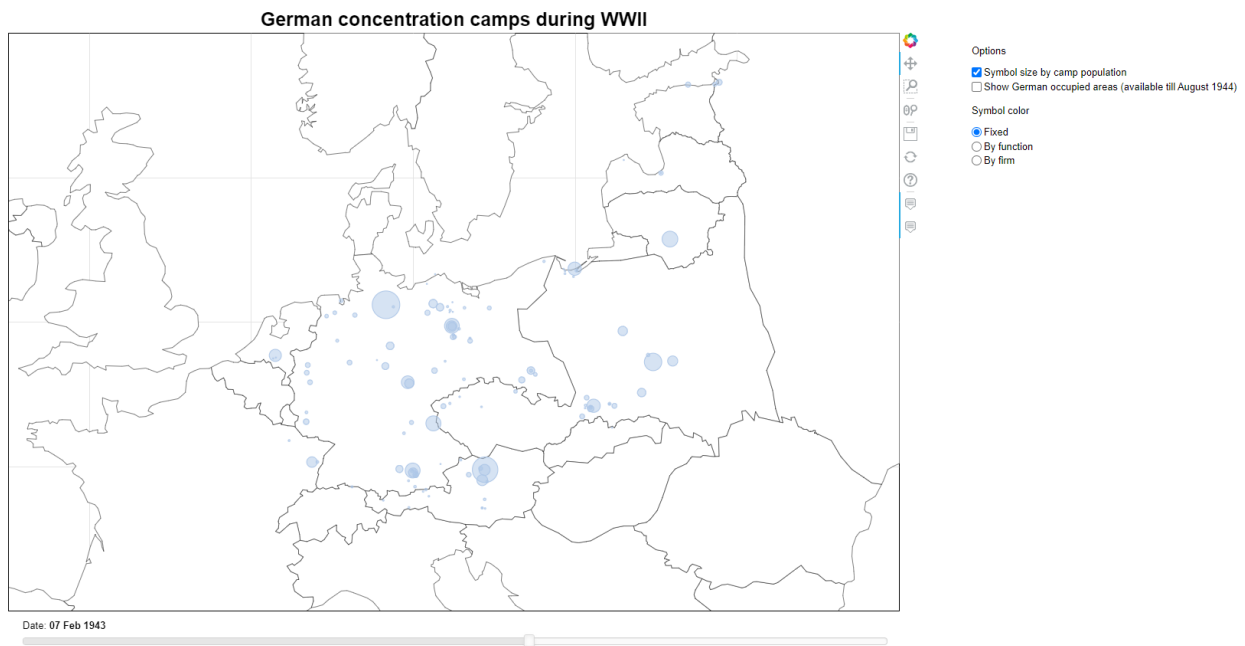 German concentration camps during WWII
Options
Symbol size by camp population
Show German occupied areas (available till August 1944)
Symbol color
Fixed
By function
By firm
Date: 07 Feb 1943